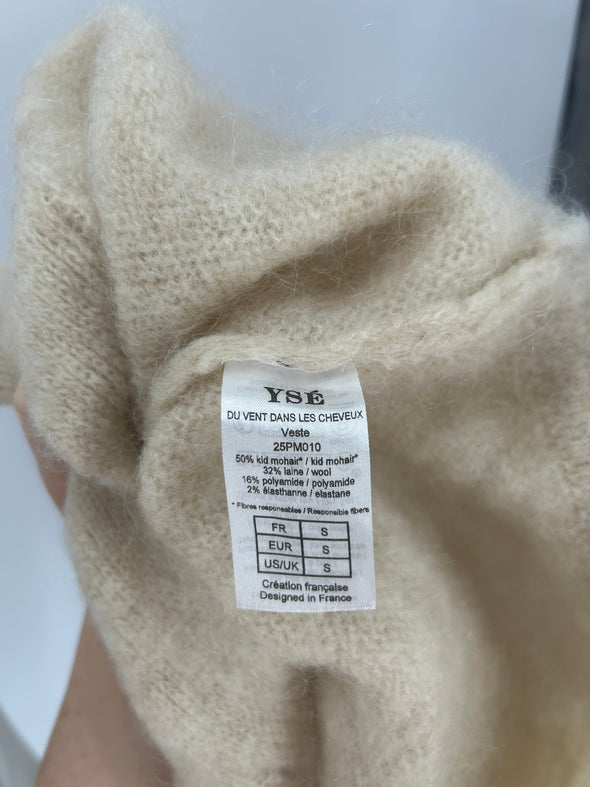 YSÉ
DU VENT DANS LES CHEVEUX
Veste
25PM010
50% kid mohair* / kid mohair*
32% laine / wool
16% polyamide / polyamide
2% élasthanne / elastane
* Fibres responsables / Responsible fibers
FR S
EUR S
US/UK S
Création française
Designed in France